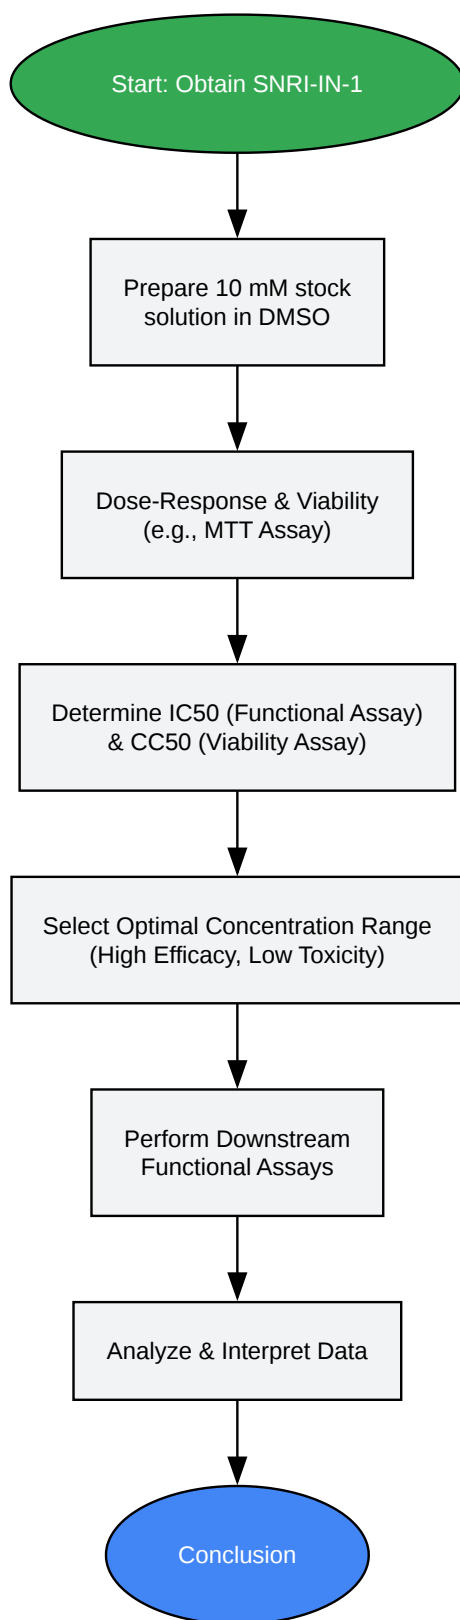 Start: Obtain SNRI-IN-1
Prepare 10 mM stock
solution in DMSO
Dose-Response & Viability
(e.g., MTT Assay)
Determine IC50 (Functional Assay)
& CC50 (Viability Assay)
Select Optimal Concentration Range
(High Efficacy, Low Toxicity)
Perform Downstream
Functional Assays
Analyze & Interpret Data
Conclusion